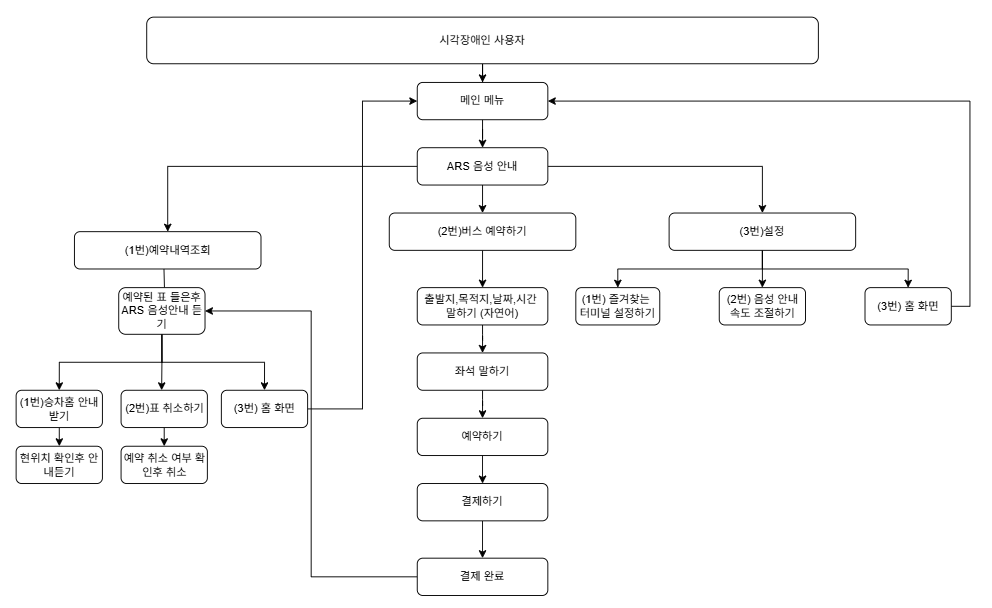 시각장애인 사용자
메인 메뉴
ARS 음성 안내
(1번)예약내역조회
(2번)버스 예약하기
(3번)설정
예약된 표 들은후
ARS 음성안내 듣
기
출발지,목적지,날짜,시간
말하기 (자연어)
(1번) 즐겨찾는
터미널 설정하기
(2번) 음성 안내
속도 조절하기
(3번) 홈 화면
좌석 말하기
(1번)승차홈 안내
받기
(2번)표 취소하기
(3번) 홈 화면
예약하기
현위치 확인후 안
내듣기
예약 취소 여부 확
인후 취소
결제하기
결제 완료